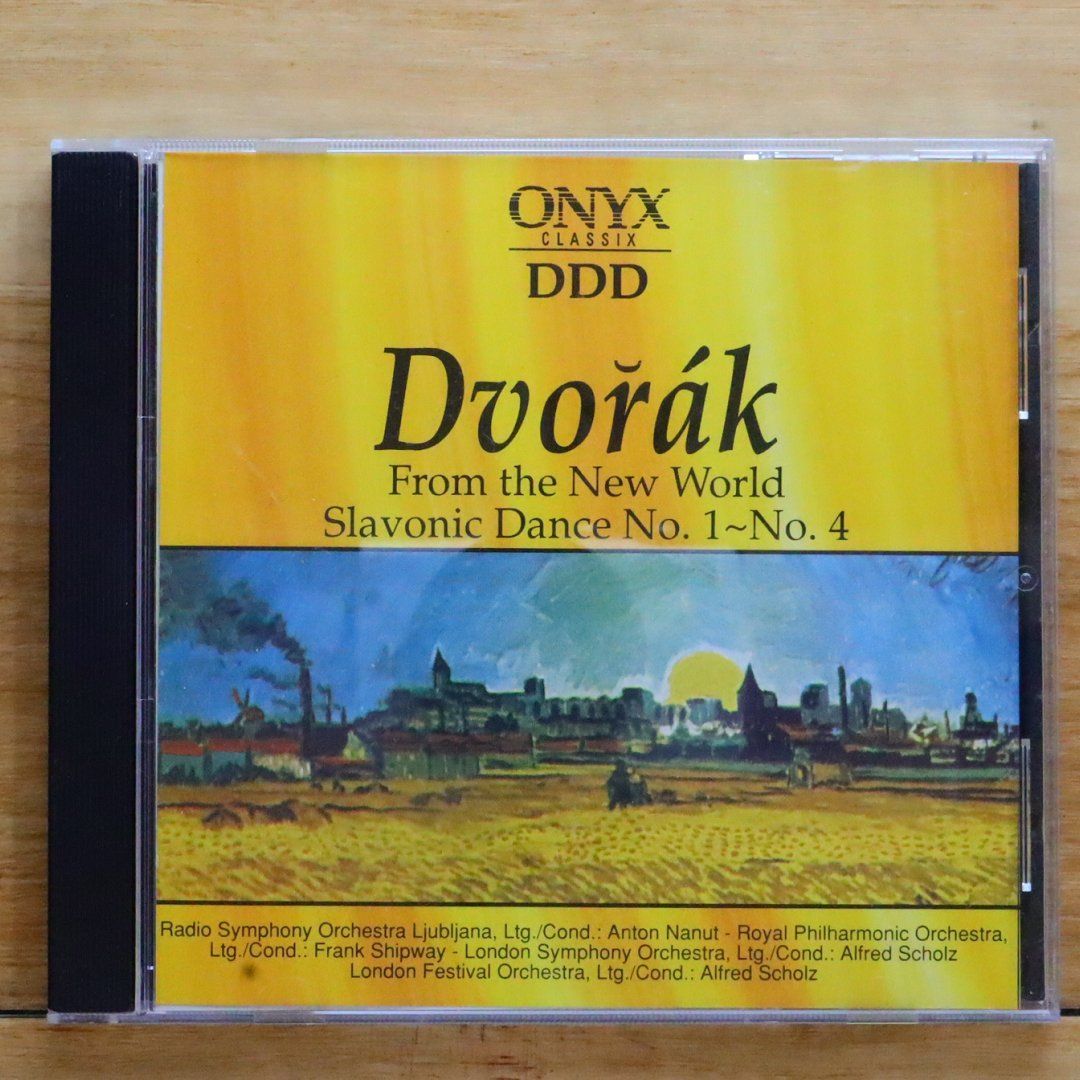 ONYX
CLASSIX
DDD
Dvořák
From the New World
Slavonic Dance No. 1~No. 4
Radio Symphony Orchestra Ljubljana, Ltg./Cond.: Anton Nanut - Royal Philharmonic Orchestra,
Ltg./Cond.: Frank Shipway - London Symphony Orchestra, Ltg./Cond.: Alfred Scholz
London Festival Orchestra, Ltg./Cond.: Alfred Scholz